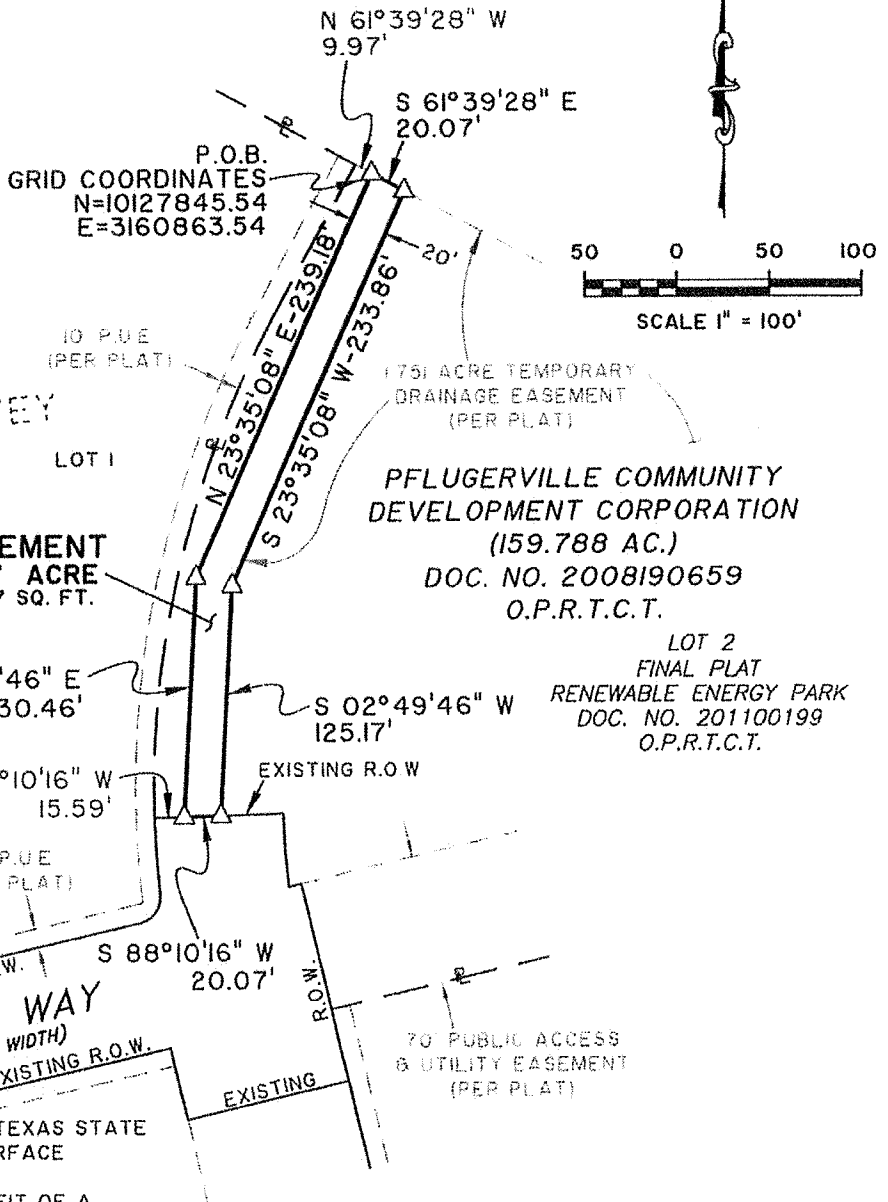 N 61°39'28" W
9.97'
S 61°39'28" E
20.07'
P.O.B.
GRID COORDINATES
N=10127845.54
E=3160863.54
20'
50 0 50 100
SCALE 1" = 100'
N 23°35'08" E-239.18'
S 23°35'08" W-233.86'
10' P.U.E
(PER PLAT)
LOT 1
ACRE TEMPORARY
DRAINAGE EASEMENT
(PER PLAT)
PFLUGERVILLE COMMUNITY
DEVELOPMENT CORPORATION
(159.788 AC.)
DOC. NO. 2008190659
O.P.R.T.C.T.
LOT 2
FINAL PLAT
RENEWABLE ENERGY PARK
DOC. NO. 201100199
O.P.R.T.C.T.
EMENT
ACRE
7 SQ. FT.
'46" E
30.46'
S 02°49'46" W
125.17'
°10'16" W
15.59'
EXISTING R.O.W
P.U.E
PLAT)
S 88°10'16" W
20.07'
W.
WAY
WIDTH)
XISTING R.O.W.
R.O.W.
EXISTING
70' PUBLIC ACCESS
& UTILITY EASEMENT
(PER PLAT)
TEXAS STATE
RFACE
FIT OF A